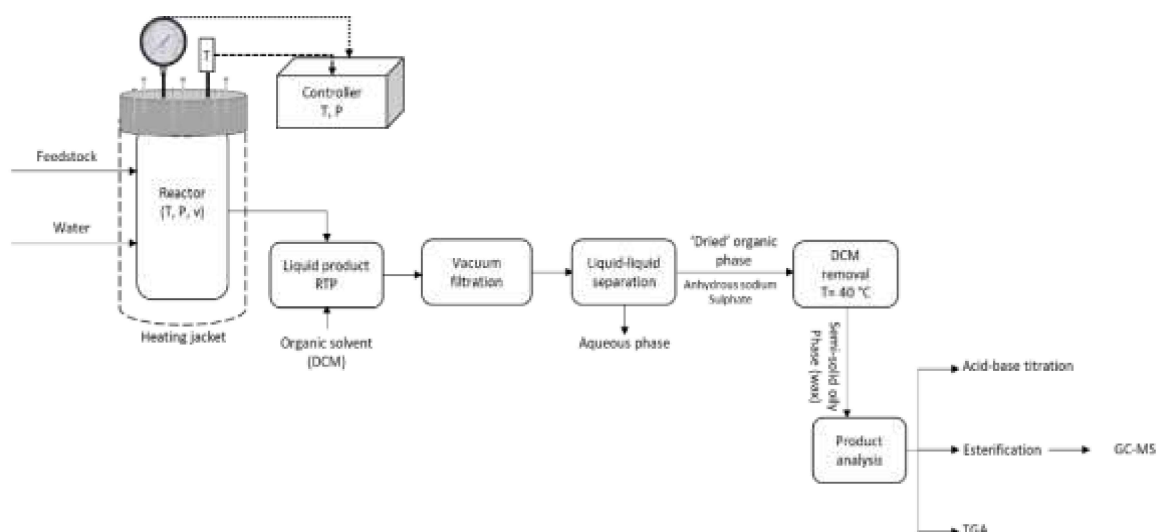 T
Controller
T, P
Feedstock
Reactor
(T, P, v)
Water
Heating jacket
Liquid product
RTP
Organic solvent
(DCM)
Vacuum
filtration
Liquid-liquid
separation
Aqueous phase
'Dried' organic
phase
Anhydrous sodium
Sulphate
DCM
removal
T= 40 °C
Semi-solid oily
Phase (wax)
Product
analysis
Acid-base titration
Esterification
GC-MS
TGA